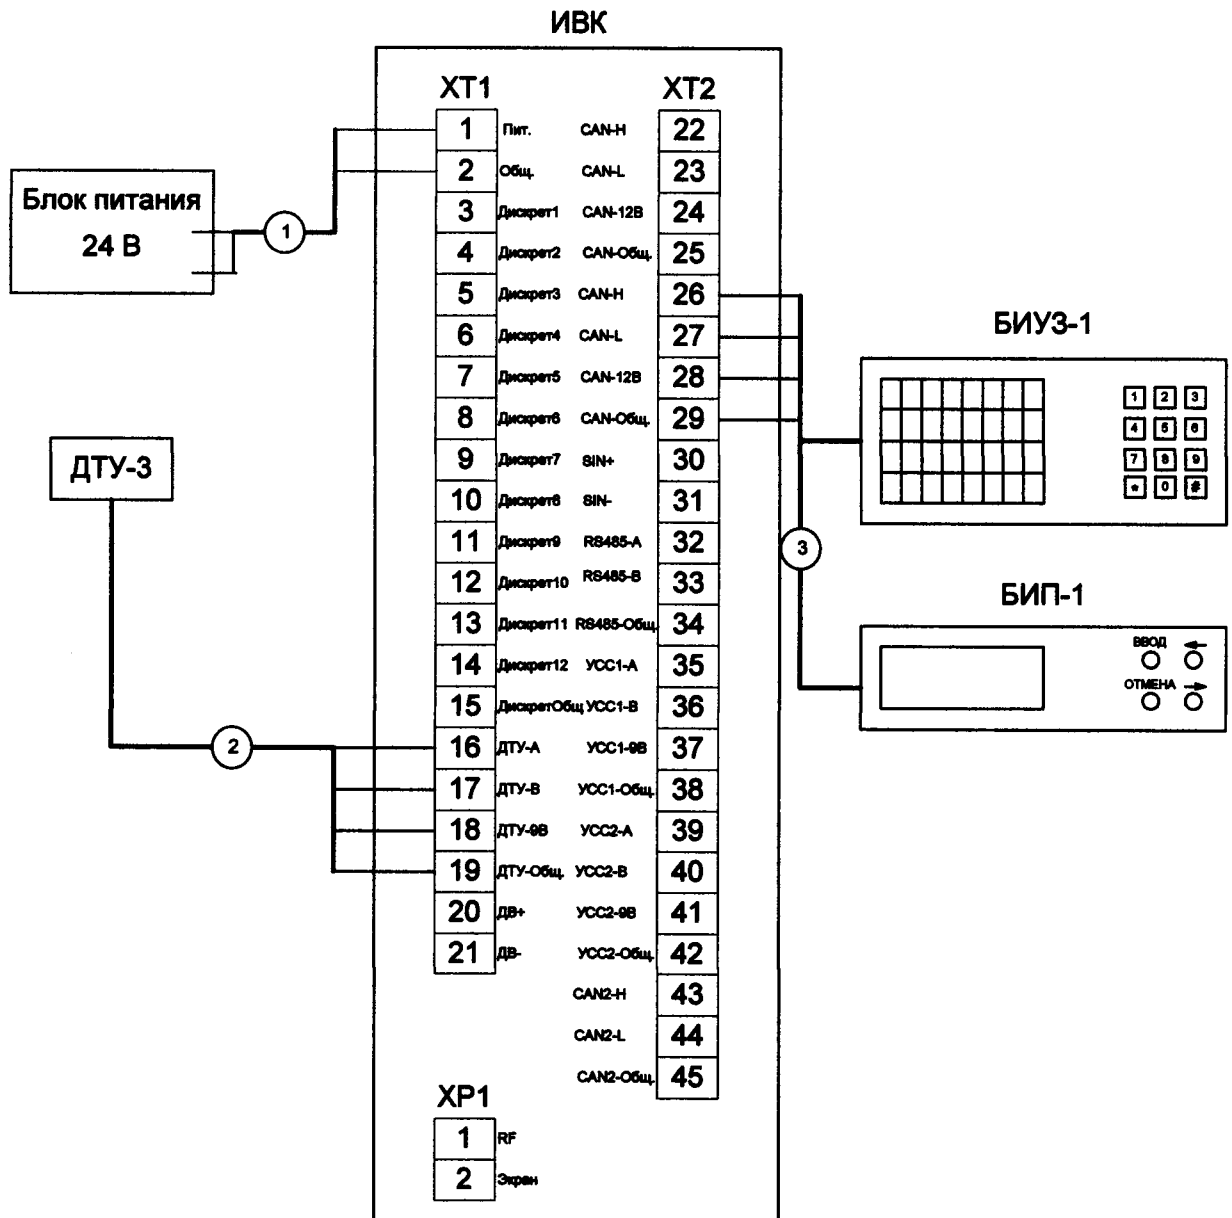 ИВК
XT1
XT2
1 Пит. CAN-H 22
2 Общ. CAN-L 23
3 Дискрет1 CAN-12В 24
4 Дискрет2 CAN-Общ. 25
5 Дискрет3 CAN-H 26
6 Дискрет4 CAN-L 27
7 Дискрет5 CAN-12В 28
8 Дискрет6 CAN-Общ. 29
9 Дискрет7 SIN+ 30
10 Дискрет8 SIN- 31
11 Дискрет9 RS485-A 32
12 Дискрет10 RS485-B 33
13 Дискрет11 RS485-Общ. 34
14 Дискрет12 УСС1-А 35
15 ДискретОбщ УСС1-В 36
16 ДТУ-А УСС1-9В 37
17 ДТУ-В УСС1-Общ. 38
18 ДТУ-9В УСС2-А 39
19 ДТУ-Общ. УСС2-В 40
20 ДВ+ УСС2-9В 41
21 ДВ- УСС2-Общ. 42
CAN2-H 43
CAN2-L 44
CAN2-Общ. 45
XP1
1 RF
2 Экран
Блок питания
24 В
1
ДТУ-3
2
3
БИУЗ-1
1 2 3
4 5 6
7 8 9
* 0 #
БИП-1
ВВОД
ОТМЕНА